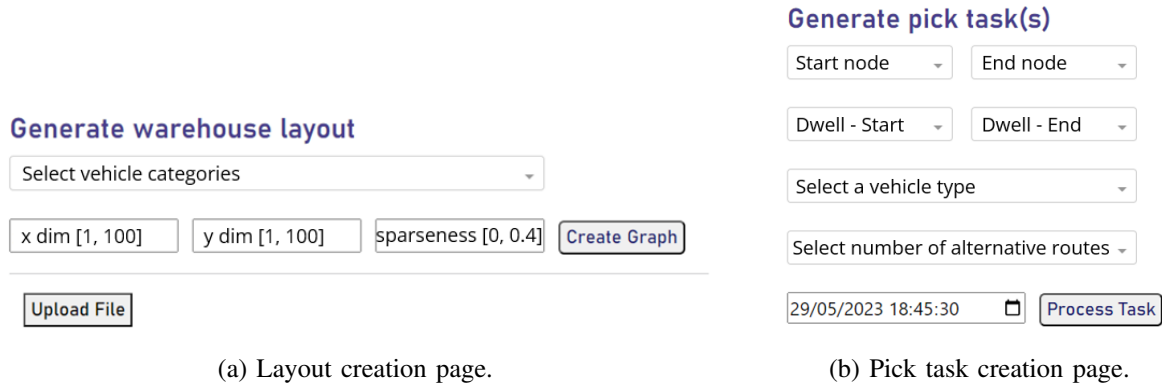 Generate warehouse layout
Select vehicle categories
x dim [1, 100] y dim [1, 100] sparseness [0, 0.4] Create Graph
Upload File
(a) Layout creation page.
Generate pick task(s)
Start node End node
Dwell - Start Dwell - End
Select a vehicle type
Select number of alternative routes
29/05/2023 18:45:30 Process Task
(b) Pick task creation page.